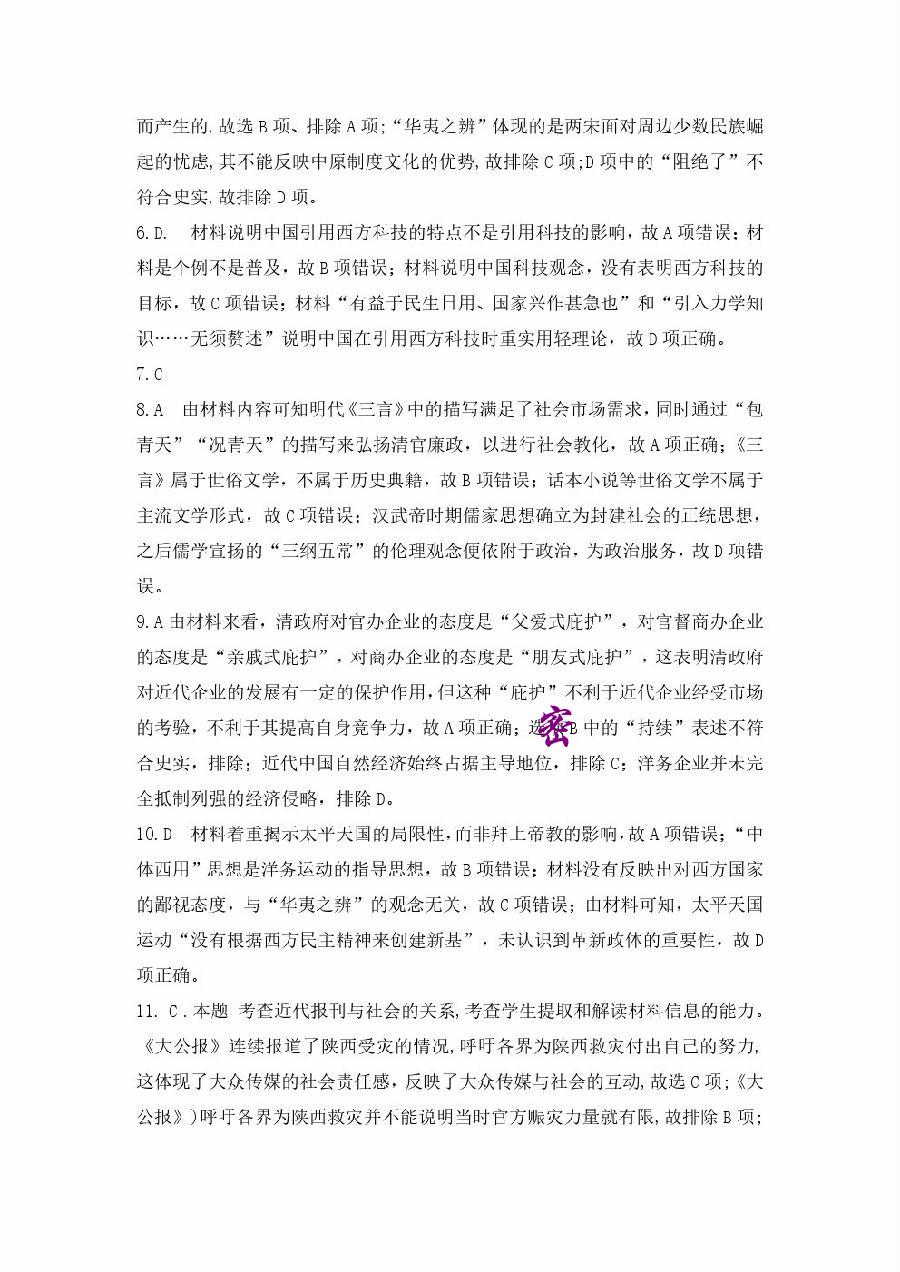 而产生的,故选B项、排除A项;“华夷之辨”体现的是两宋面对周边少数民族崛
起的忧虑,其不能反映中原制度文化的优势,故排除C项;D项中的“阻绝了”不
符合史实,故排除D项。
6.D. 材料说明中国引用西方科技的特点不是引用科技的影响，故A项错误；材
料是个例不是普及，故B项错误；材料说明中国科技观念，没有表明西方科技的
目标，故C项错误；材料“有益于民生日用、国家兴作甚急也”和“引入力学知
识……无须赘述”说明中国在引用西方科技时重实用轻理论，故D项正确。
7.C
8.A 由材料内容可知明代《三言》中的描写满足了社会市场需求，同时通过“包
青天”“况青天”的描写来弘扬清官廉政，以进行社会教化，故A项正确；《三
言》属于世俗文学，不属于历史典籍，故B项错误；话本小说等世俗文学不属于
主流文学形式，故C项错误；汉武帝时期儒家思想确立为封建社会的正统思想，
之后儒学宣扬的“三纲五常”的伦理观念便依附于政治，为政治服务，故D项错
误。
9.A由材料来看，清政府对官办企业的态度是“父爱式庇护”，对官督商办企业
的态度是“亲戚式庇护”，对商办企业的态度是“朋友式庇护”，这表明清政府
对近代企业的发展有一定的保护作用，但这种“庇护”不利于近代企业经受市场
的考验，不利于其提高自身竞争力，故A项正确；选 密 B中的“持续”表述不符
合史实，排除；近代中国自然经济始终占据主导地位，排除C；洋务企业并未完
全抵制列强的经济侵略，排除D。
10.D 材料着重揭示太平天国的局限性，而非拜上帝教的影响，故A项错误；“中
体西用”思想是洋务运动的指导思想，故B项错误；材料没有反映出对西方国家
的鄙视态度，与“华夷之辨”的观念无关，故C项错误；由材料可知，太平天国
运动“没有根据西方民主精神来创建新基”，未认识到革新政体的重要性，故D
项正确。
11. C.本题 考查近代报刊与社会的关系,考查学生提取和解读材料信息的能力。
《大公报》连续报道了陕西受灾的情况,呼吁各界为陕西救灾付出自己的努力,
这体现了大众传媒的社会责任感，反映了大众传媒与社会的互动,故选C项;《大
公报》)呼吁各界为陕西救灾并不能说明当时官方赈灾力量就有限,故排除B项;